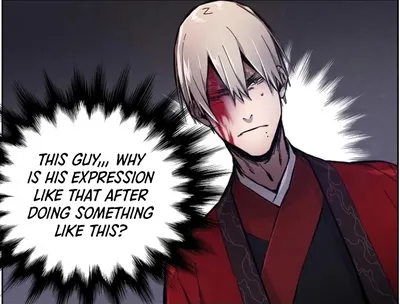 THIS GUY,,, WHY
IS HIS EXPRESSION
LIKE THAT AFTER
DOING SOMETHING
LIKE THIS?